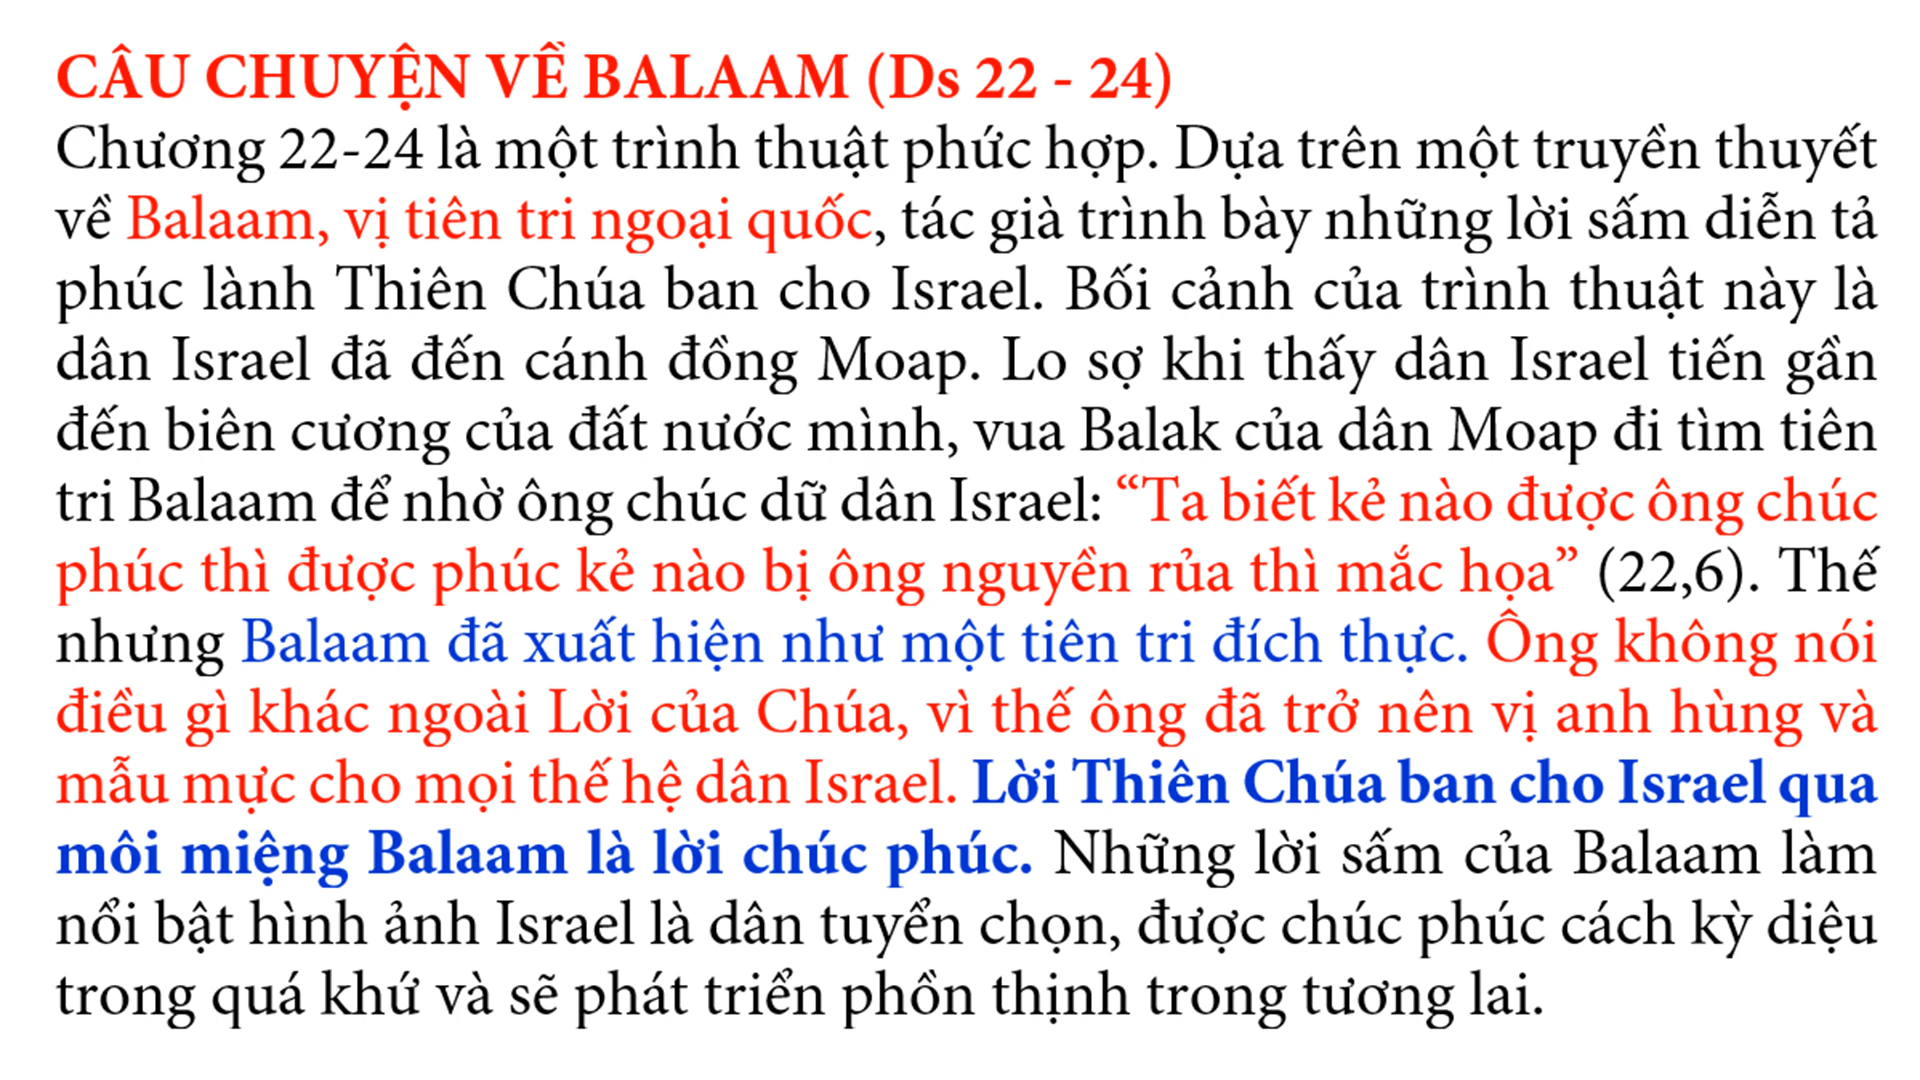 CÂU CHUYỆN VỀ BALAAM (Ds 22 - 24)
Chương 22-24 là một trình thuật phức hợp. Dựa trên một truyền thuyết
về Balaam, vị tiên tri ngoại quốc, tác già trình bày những lời sấm diễn tả
phúc lành Thiên Chúa ban cho Israel. Bối cảnh của trình thuật này là
dân Israel đã đến cánh đồng Moap. Lo sợ khi thấy dân Israel tiến gần
đến biên cương của đất nước mình, vua Balak của dân Moap đi tìm tiên
tri Balaam để nhờ ông chúc dữ dân Israel: “Ta biết kẻ nào được ông chúc
phúc thì được phúc kẻ nào bị ông nguyền rủa thì mắc họa” (22,6). Thế
nhưng Balaam đã xuất hiện như một tiên tri đích thực. Ông không nói
điều gì khác ngoài Lời của Chúa, vì thế ông đã trở nên vị anh hùng và
mẫu mực cho mọi thế hệ dân Israel. Lời Thiên Chúa ban cho Israel qua
môi miệng Balaam là lời chúc phúc. Những lời sấm của Balaam làm
nổi bật hình ảnh Israel là dân tuyển chọn, được chúc phúc cách kỳ diệu
trong quá khứ và sẽ phát triển phồn thịnh trong tương lai.